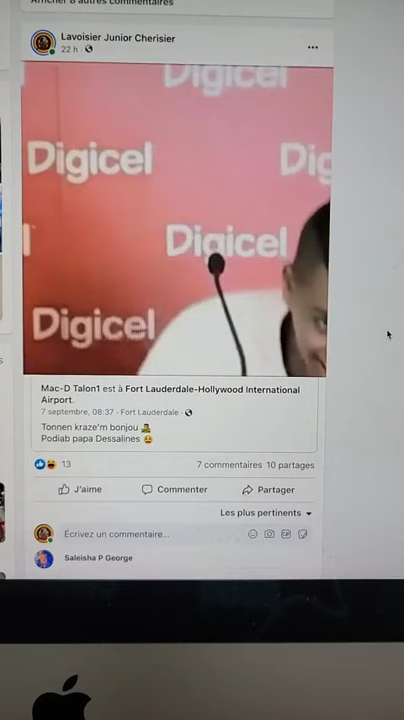 Afficher 8 autres commentaires
Lavoisier Junior Cherisier
22 h
Digicel
Digicel
Dig
Digicel
Digicel
Mac-D Talon1 est à Fort Lauderdale-Hollywood International
Airport.
7 septembre, 08:37 · Fort Lauderdale ·
Tonnen kraze'm bonjou
Podiab papa Dessalines
13
7 commentaires 10 partages
J'aime
Commenter
Partager
Les plus pertinents
Écrivez un commentaire...
GIF
Saleisha P George